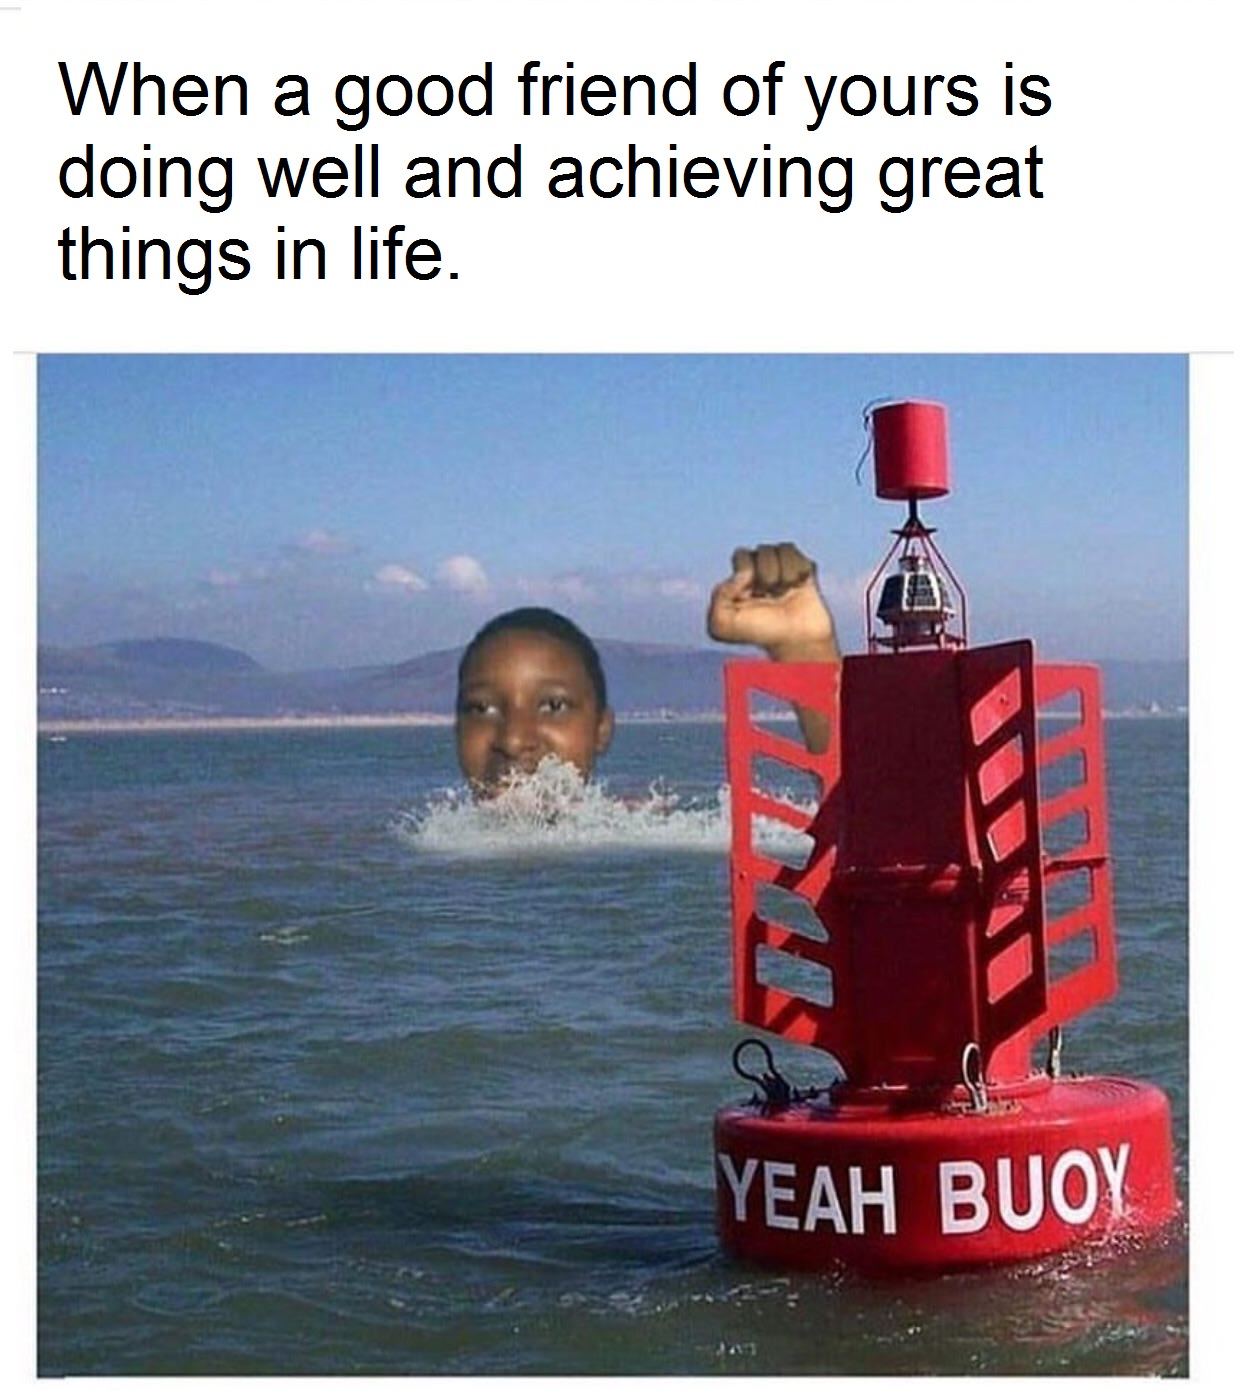 When a good friend of yours is
doing well and achieving great
things in life.
YEAH BUOY